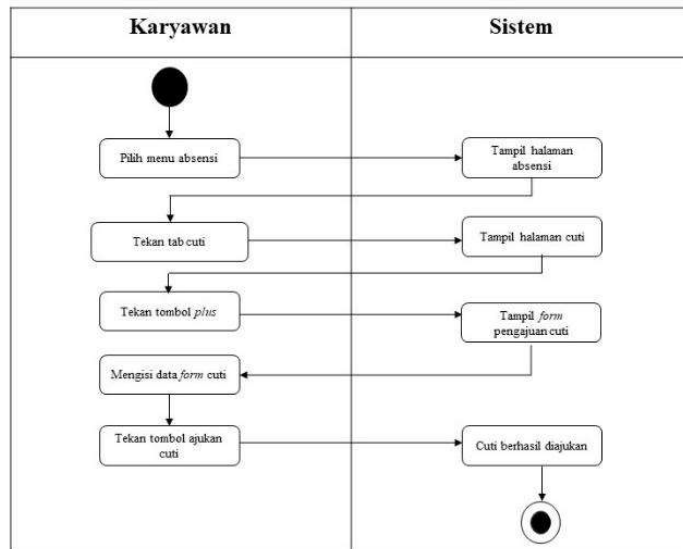 Karyawan
Sistem
Pilih menu absensi
Tampil halaman
absensi
Tekan tab cuti
Tampil halaman cuti
Tekan tombol plus
Tampil form
pengajuan cuti
Mengisi data form cuti
Tekan tombol ajukan
cuti
Cuti berhasil diajukan